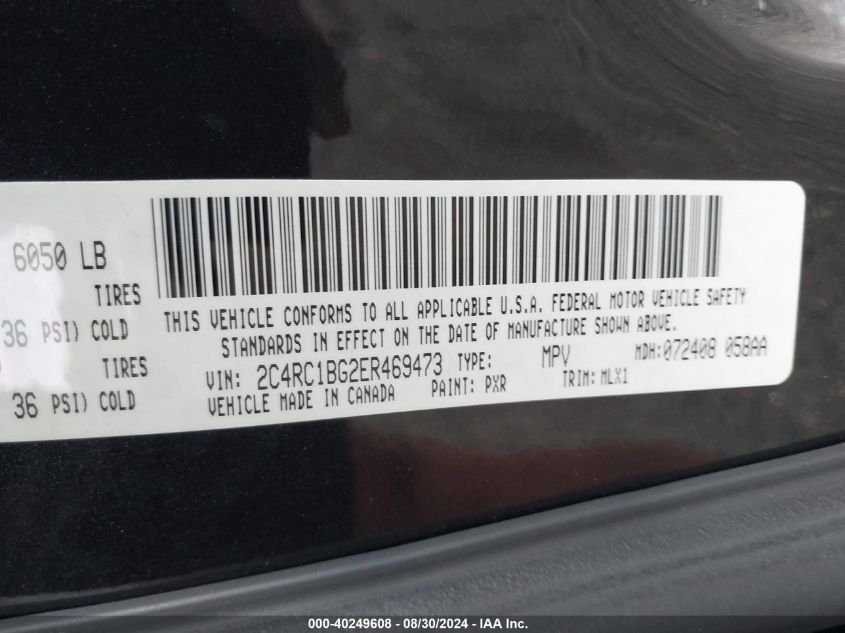 6050 LB
TIRES
36 PSI) COLD
TIRES
36 PSI) COLD
THIS VEHICLE CONFORMS TO ALL APPLICABLE U.S.A. FEDERAL MOTOR VEHICLE SAFETY
STANDARDS IN EFFECT ON THE DATE OF MANUFACTURE SHOWN ABOVE.
VIN: 2C4RC1BG2ER469473 TYPE: MPV MDH:072408 058AA
VEHICLE MADE IN CANADA PAINT: PXR TRIM: MLX1
000-40249608 - 08/30/2024 - IAA Inc.